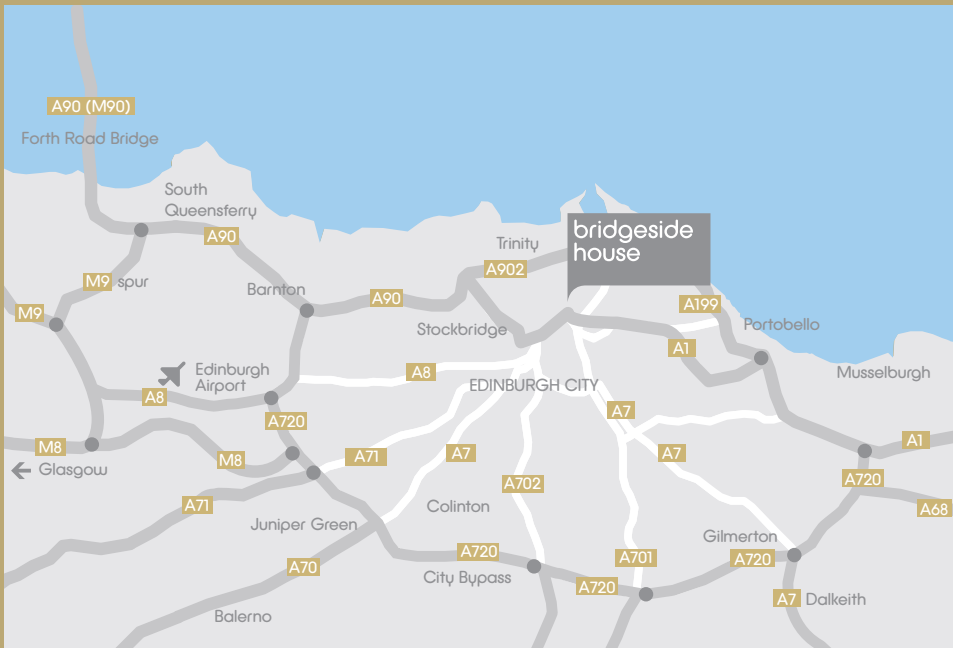 A90 (M90)
Forth Road Bridge
South
Queensferry
A90
Trinity
bridgeside
house
A902
M9 spur
Barnton
A90
A199
M9
Stockbridge
Portobello
A1
Edinburgh
Airport
A8
EDINBURGH CITY
Musselburgh
A8
A720
A7
A1
M8
Glasgow
M8
A71
A7
A7
A720
A702
A71
Colinton
A68
Juniper Green
Gilmerton
A720
A701
A720
A70
City Bypass
A720
A7 Dalkeith
Balerno